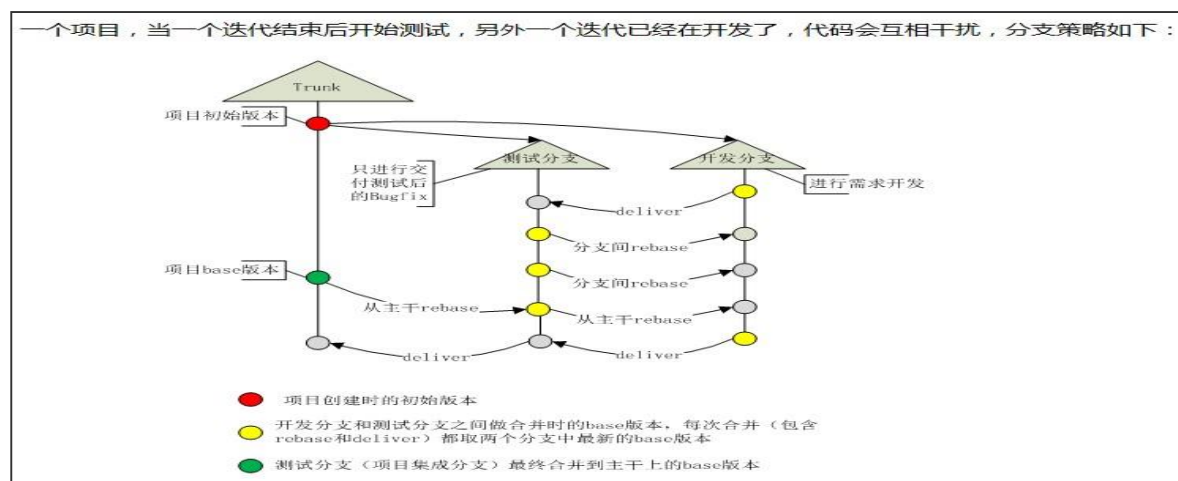 一个项目，当一个迭代结束后开始测试，另外一个迭代已经在开发了，代码会互相干扰，分支策略如下：
Trunk
项目初始版本
测试分支
开发分支
只进行交
付测试后
的Bugfix
进行需求开发
deliver
分支间rebase
项目base版本
分支间rebase
从主干rebase
从主干rebase
deliver
deliver
项目创建时的初始版本
开发分支和测试分支之间做合并时的base版本，每次合并（包含
rebase和deliver）都取两个分支中最新的base版本
测试分支（项目集成分支）最终合并到主干上的base版本